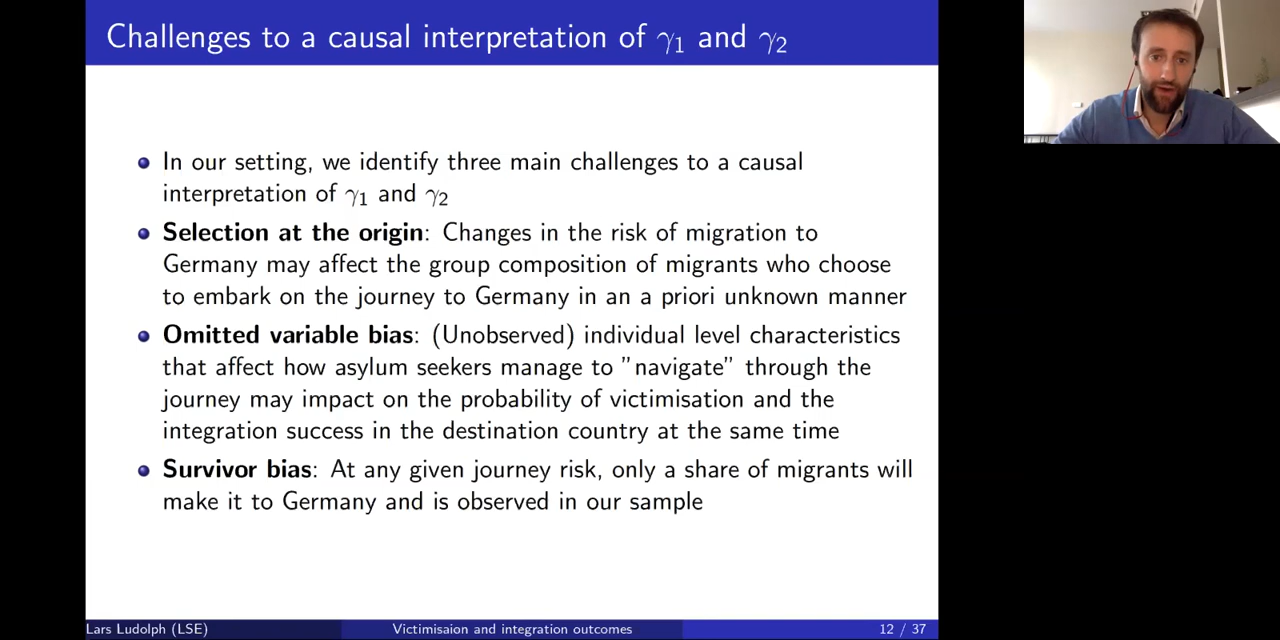 Challenges to a causal interpretation of γ₁ and γ₂
In our setting, we identify three main challenges to a causal
interpretation of γ₁ and γ₂
Selection at the origin: Changes in the risk of migration to
Germany may affect the group composition of migrants who choose
to embark on the journey to Germany in an a priori unknown manner
Omitted variable bias: (Unobserved) individual level characteristics
that affect how asylum seekers manage to ”navigate” through the
journey may impact on the probability of victimisation and the
integration success in the destination country at the same time
Survivor bias: At any given journey risk, only a share of migrants will
make it to Germany and is observed in our sample
Lars Ludolph (LSE)
Victimisaion and integration outcomes
12 / 37